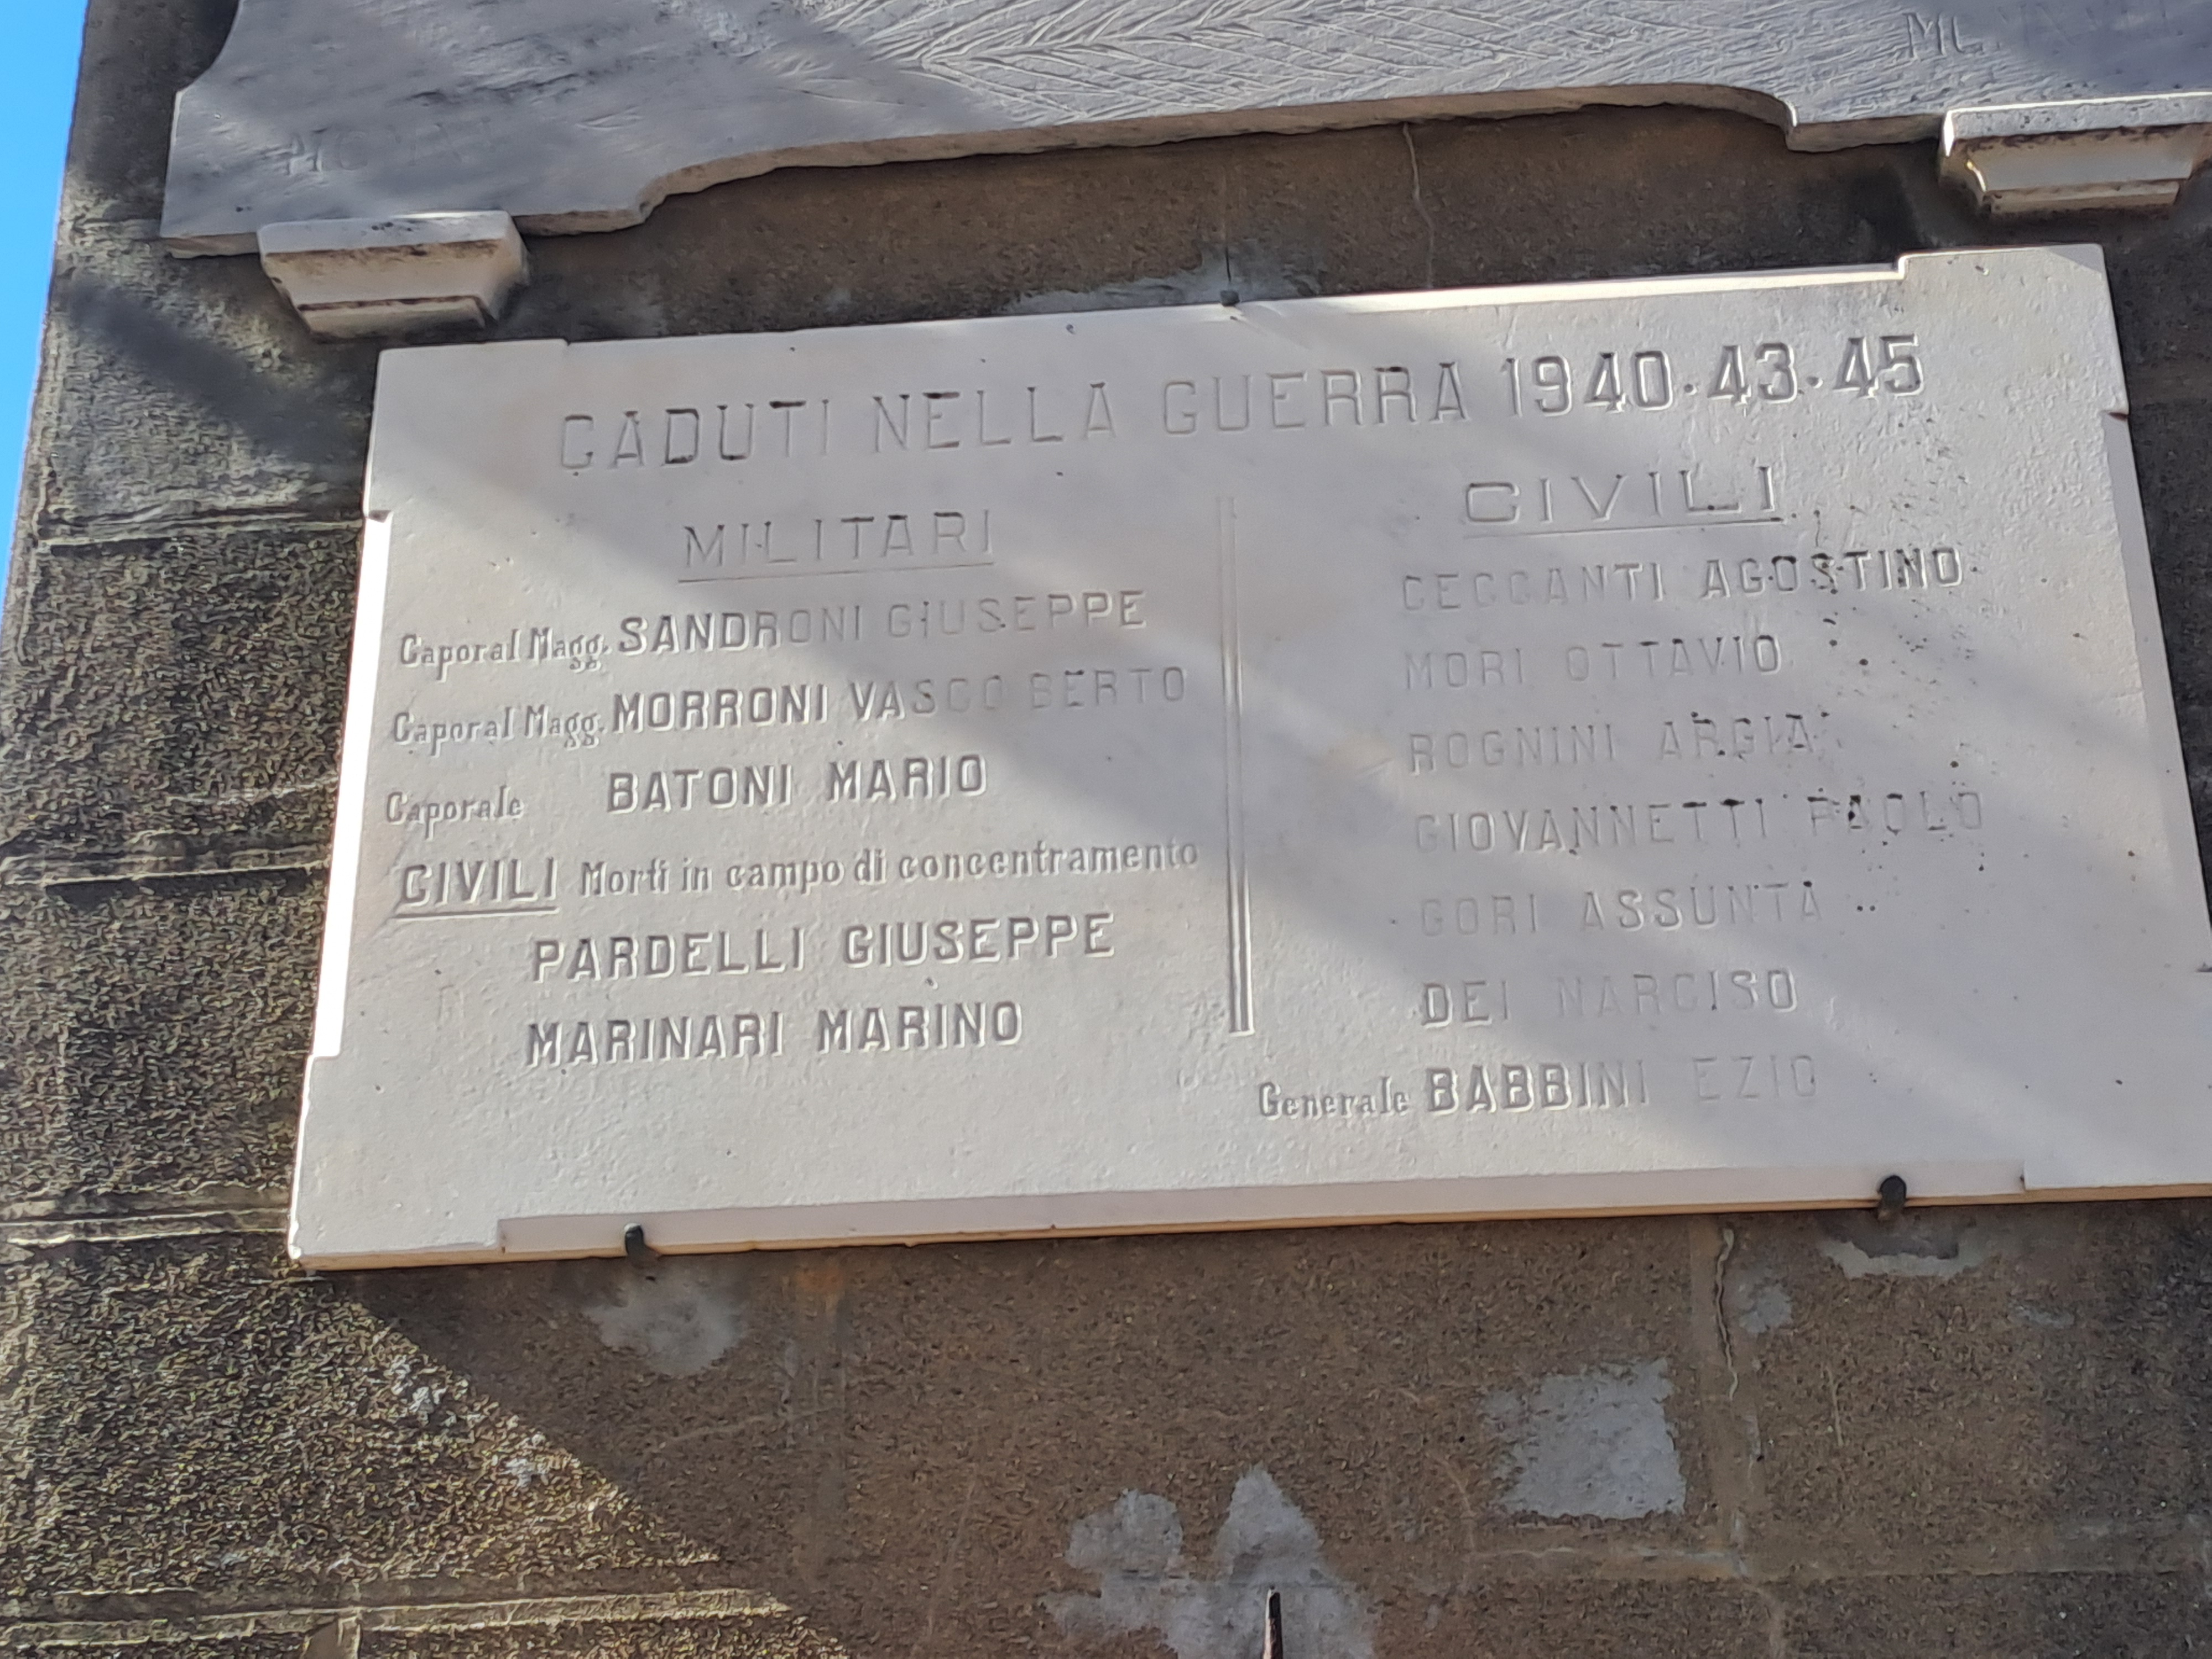 CADUTI NELLA GUERRA 1940·43·45
MILITARI
Caporal Magg. SANDRONI GIUSEPPE
Caporal Magg. MORRONI VASCO BERTO
Caporale BATONI MARIO
CIVILI Morti in campo di concentramento
PARDELLI GIUSEPPE
MARINARI MARINO
CIVILI
CECCANTI AGOSTINO
MORI OTTAVIO
ROGNINI ARGIA
GIOVANNETTI PAOLO
GORI ASSUNTA
DEI NARCISO
Generale BABBINI EZIO